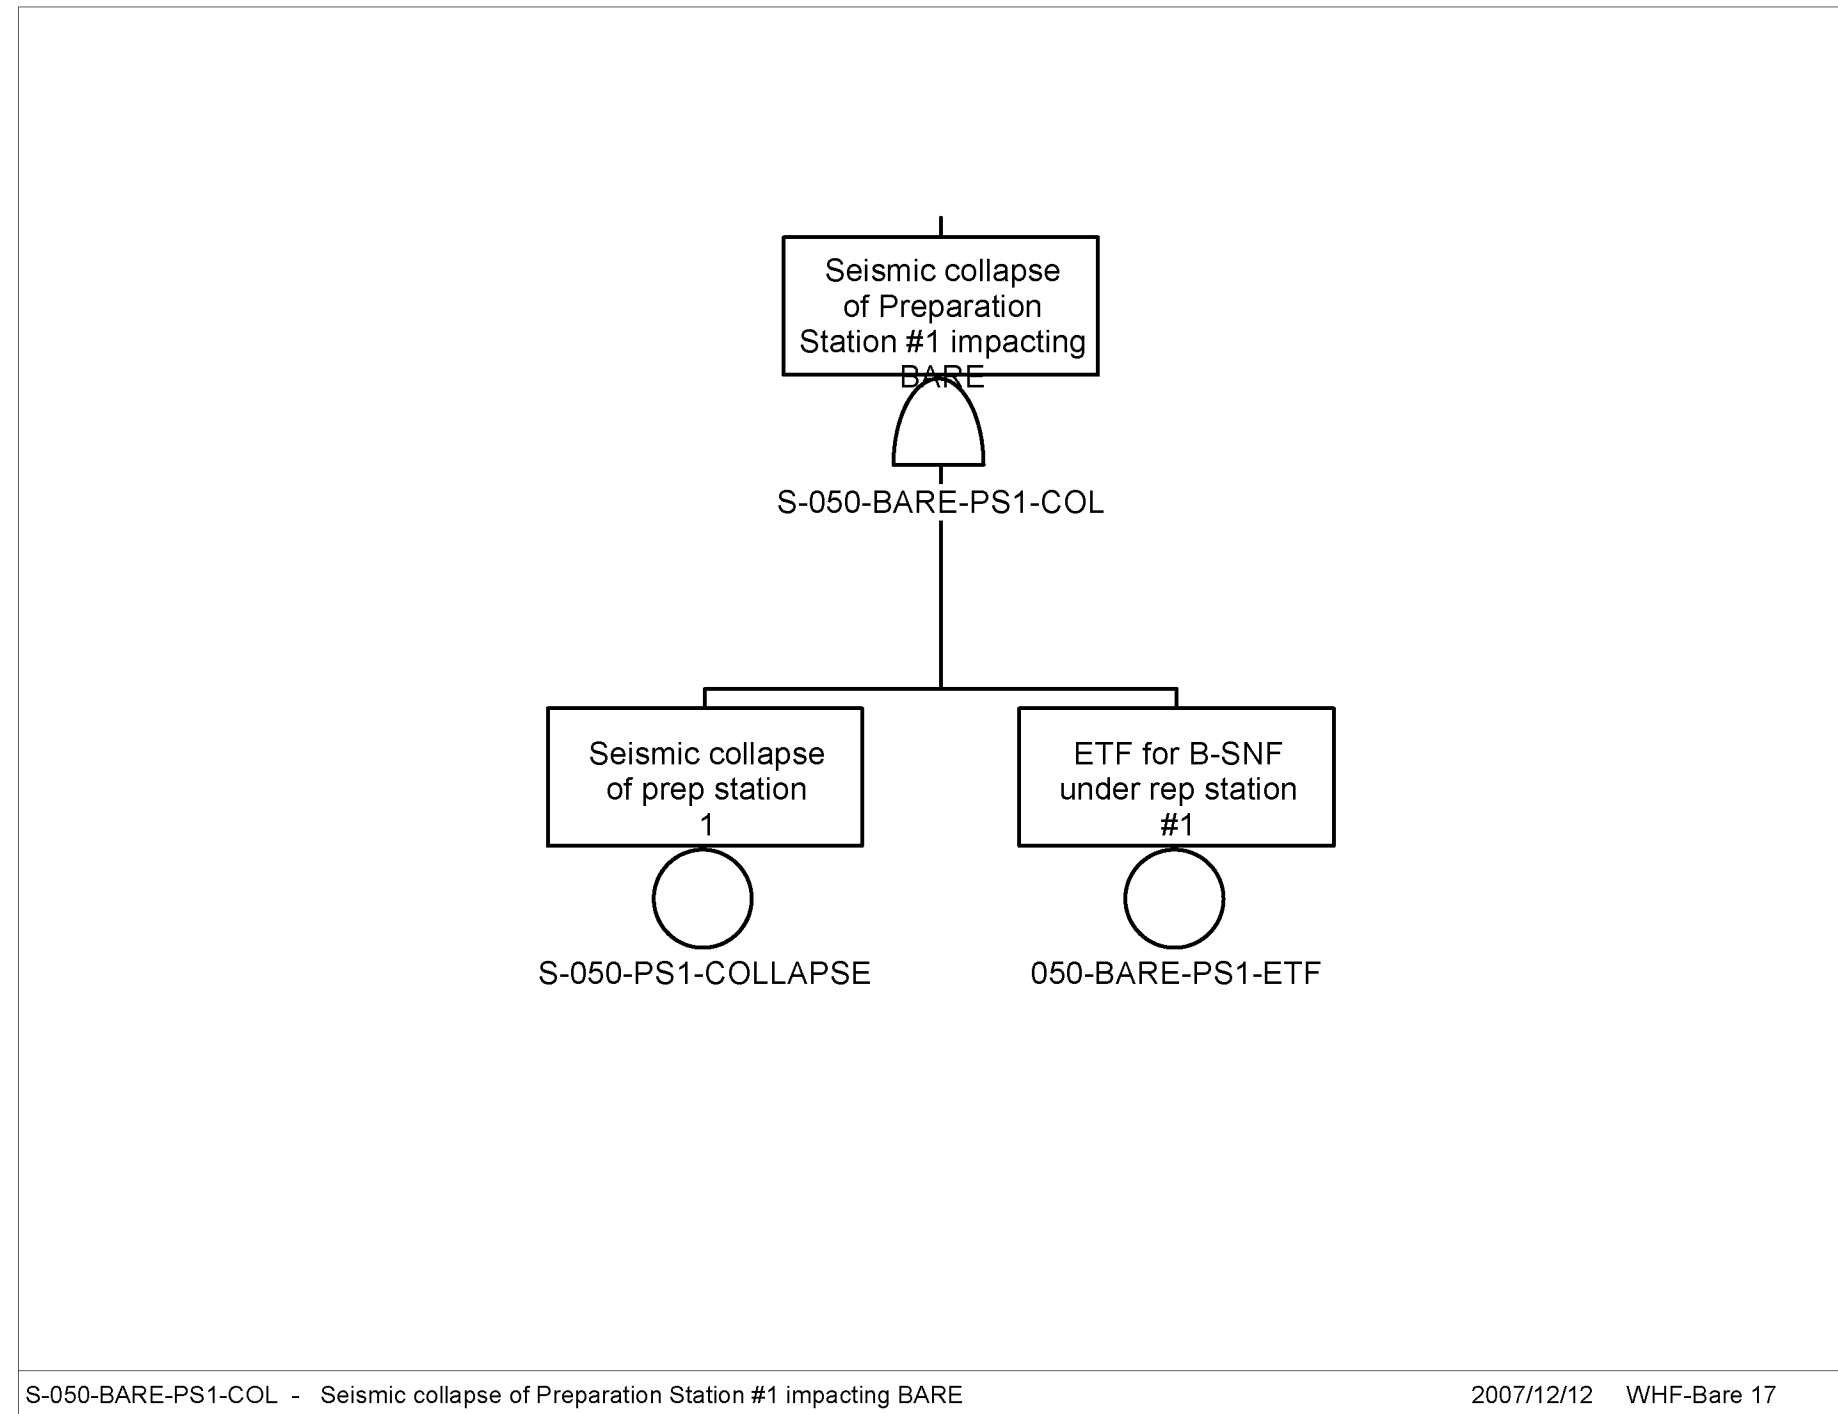 Seismic collapse
of Preparation
Station #1 impacting
BARE
S-050-BARE-PS1-COL
Seismic collapse
of prep station
1
S-050-PS1-COLLAPSE
ETF for B-SNF
under rep station
#1
050-BARE-PS1-ETF
S-050-BARE-PS1-COL - Seismic collapse of Preparation Station #1 impacting BARE 2007/12/12 WHF-Bare 17